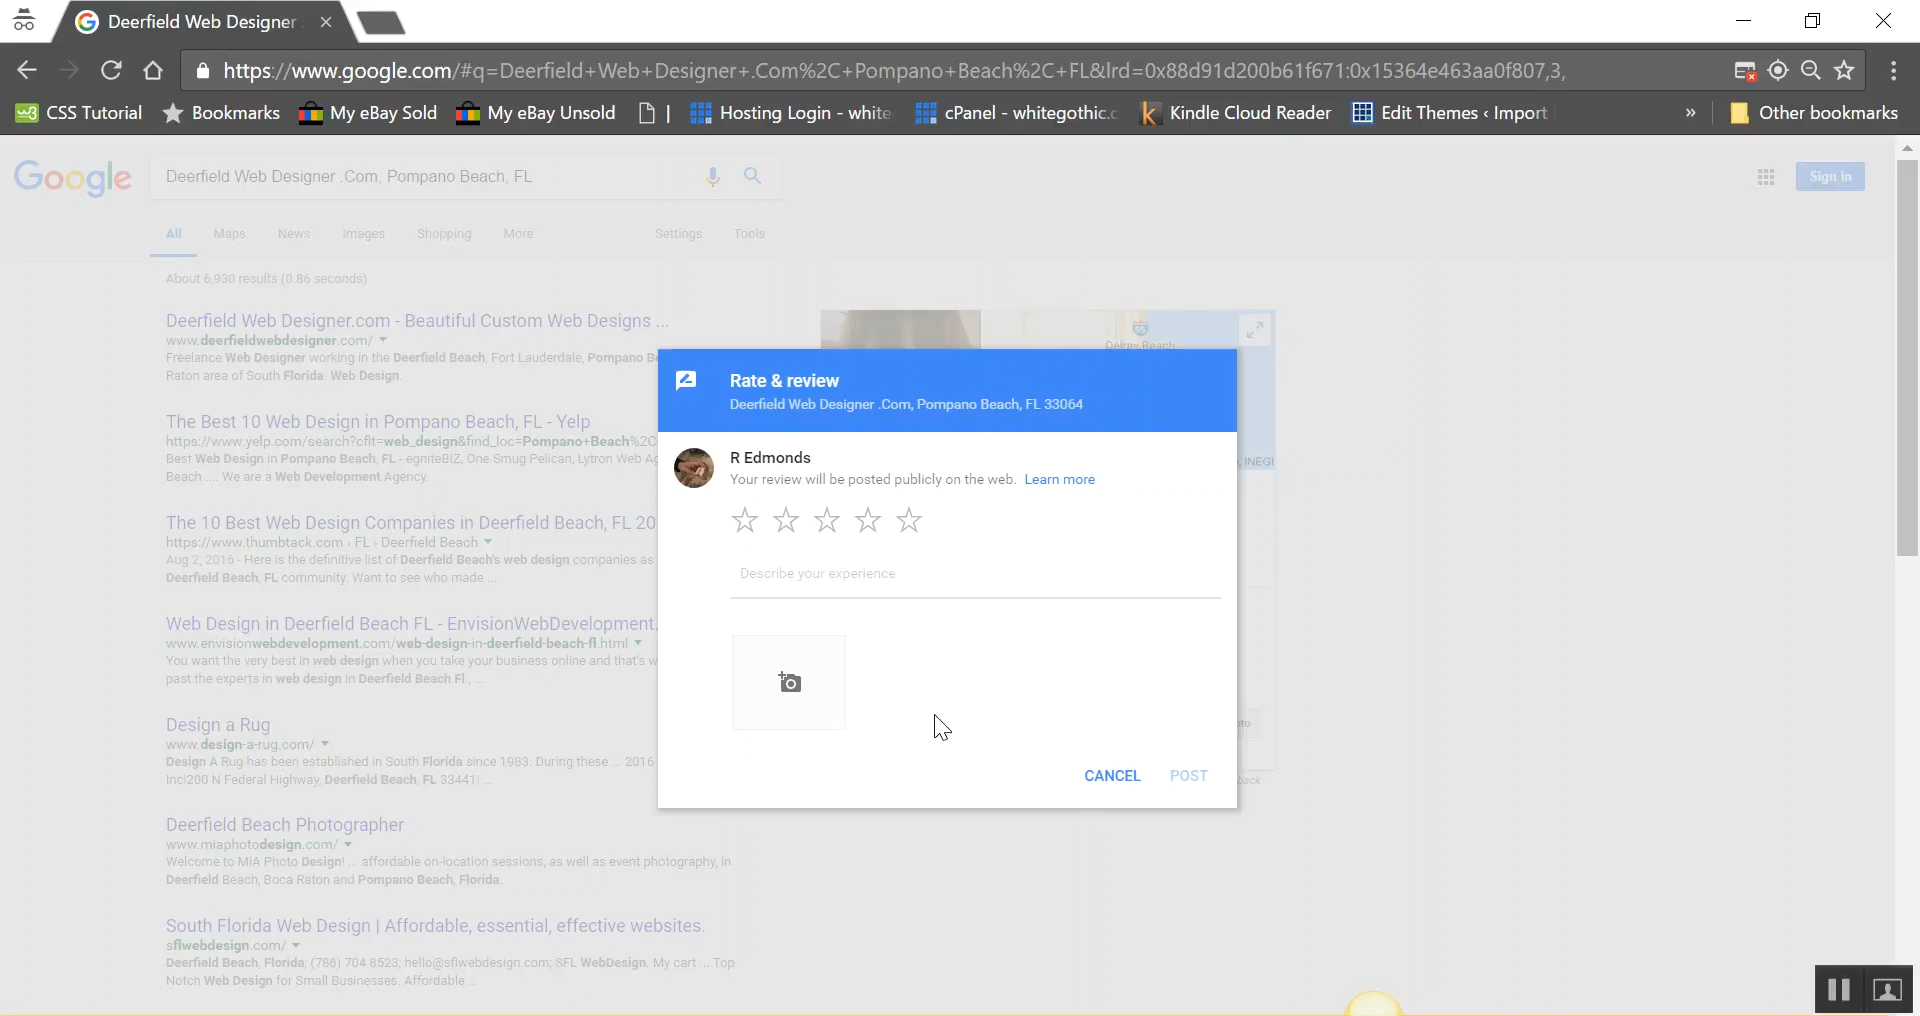 Deerfield Web Designer
https://www.google.com/#q=Deerfield+Web+Designer+.Com%2C+Pompano+Beach%2C+FL&lrd=0x88d91d200b61f671:0x15364e463aa0f807,3,
CSS Tutorial
Bookmarks
My eBay Sold
My eBay Unsold
|
Hosting Login - white
cPanel - whitegothic.c
Kindle Cloud Reader
Edit Themes ‹ Import
»
Other bookmarks
Google
Deerfield Web Designer .Com, Pompano Beach, FL
Sign in
All Maps News Images Shopping More Settings Tools
About 6,930 results (0.86 seconds)
Deerfield Web Designer.com - Beautiful Custom Web Designs ...
www.deerfieldwebdesigner.com/
Freelance Web Designer working in the Deerfield Beach, Fort Lauderdale, Pompano
Raton area of South Florida. Web Design.
The Best 10 Web Design in Pompano Beach, FL - Yelp
https://www.yelp.com/search?cflt=web_design&find_loc=Pompano+Beach%2C
Best Web Design in Pompano Beach, FL - egniteBIZ, One Smug Pelican, Lytron Web
Beach .... We are a Web Development Agency.
The 10 Best Web Design Companies in Deerfield Beach, FL 20
https://www.thumbtack.com › FL › Deerfield Beach
Aug 2, 2016 - Here is the definitive list of Deerfield Beach's web design companies as
Deerfield Beach, FL community. Want to see who made ...
Web Design in Deerfield Beach FL - EnvisionWebDevelopment.
www.envisionwebdevelopment.com/web-design-in-deerfield-beach-fl.html
You want the very best in web design when you take your business online and that's
past the experts in web design in Deerfield Beach Fl., ...
Design a Rug
www.design-a-rug.com/
Design A Rug has been established in South Florida since 1983. During these ... 2016
Inc|200 N Federal Highway, Deerfield Beach, FL 33441| ...
Deerfield Beach Photographer
www.miaphotodesign.com/
Welcome to MIA Photo Design! ... affordable on-location sessions, as well as event photography, in
Deerfield Beach, Boca Raton and Pompano Beach, Florida.
South Florida Web Design | Affordable, essential, effective websites.
sflwebdesign.com/
Deerfield Beach, Florida; (786) 704 8523; hello@sflwebdesign.com; SFL WebDesign. My cart ... Top
Notch Web Design for Small Businesses. Affordable ...
95
Delray Beach
, INEGI
Rate & review
Deerfield Web Designer .Com, Pompano Beach, FL 33064
R Edmonds
Your review will be posted publicly on the web. Learn more
Describe your experience
CANCEL POST